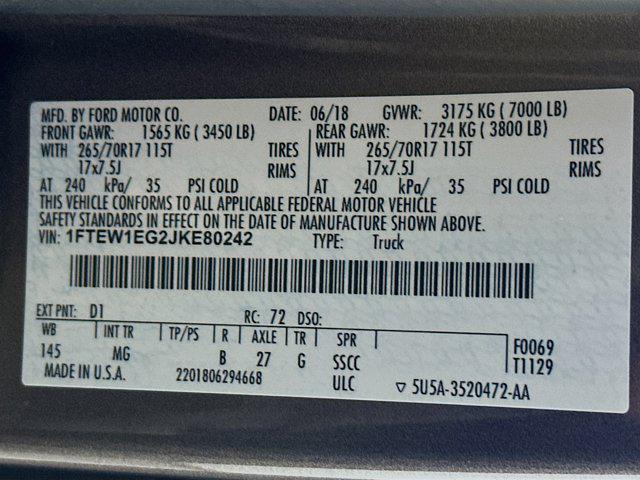 MFD. BY FORD MOTOR CO. DATE: 06/18 GVWR: 3175 KG ( 7000 LB)
FRONT GAWR: 1565 KG ( 3450 LB) REAR GAWR: 1724 KG ( 3800 LB)
WITH 265/70R17 115T TIRES WITH 265/70R17 115T TIRES
17x7.5J RIMS 17x7.5J RIMS
AT 240 kPa/ 35 PSI COLD AT 240 kPa/ 35 PSI COLD
THIS VEHICLE CONFORMS TO ALL APPLICABLE FEDERAL MOTOR VEHICLE
SAFETY STANDARDS IN EFFECT ON THE DATE OF MANUFACTURE SHOWN ABOVE.
VIN: 1FTEW1EG2JKE80242 TYPE: Truck
EXT PNT: D1 RC: 72 DSO:
WB INT TR TP/PS R AXLE TR SPR F0069
145 MG B 27 G SSCC T1129
MADE IN U.S.A. 2201806294668 ULC ▽ 5U5A-3520472-AA